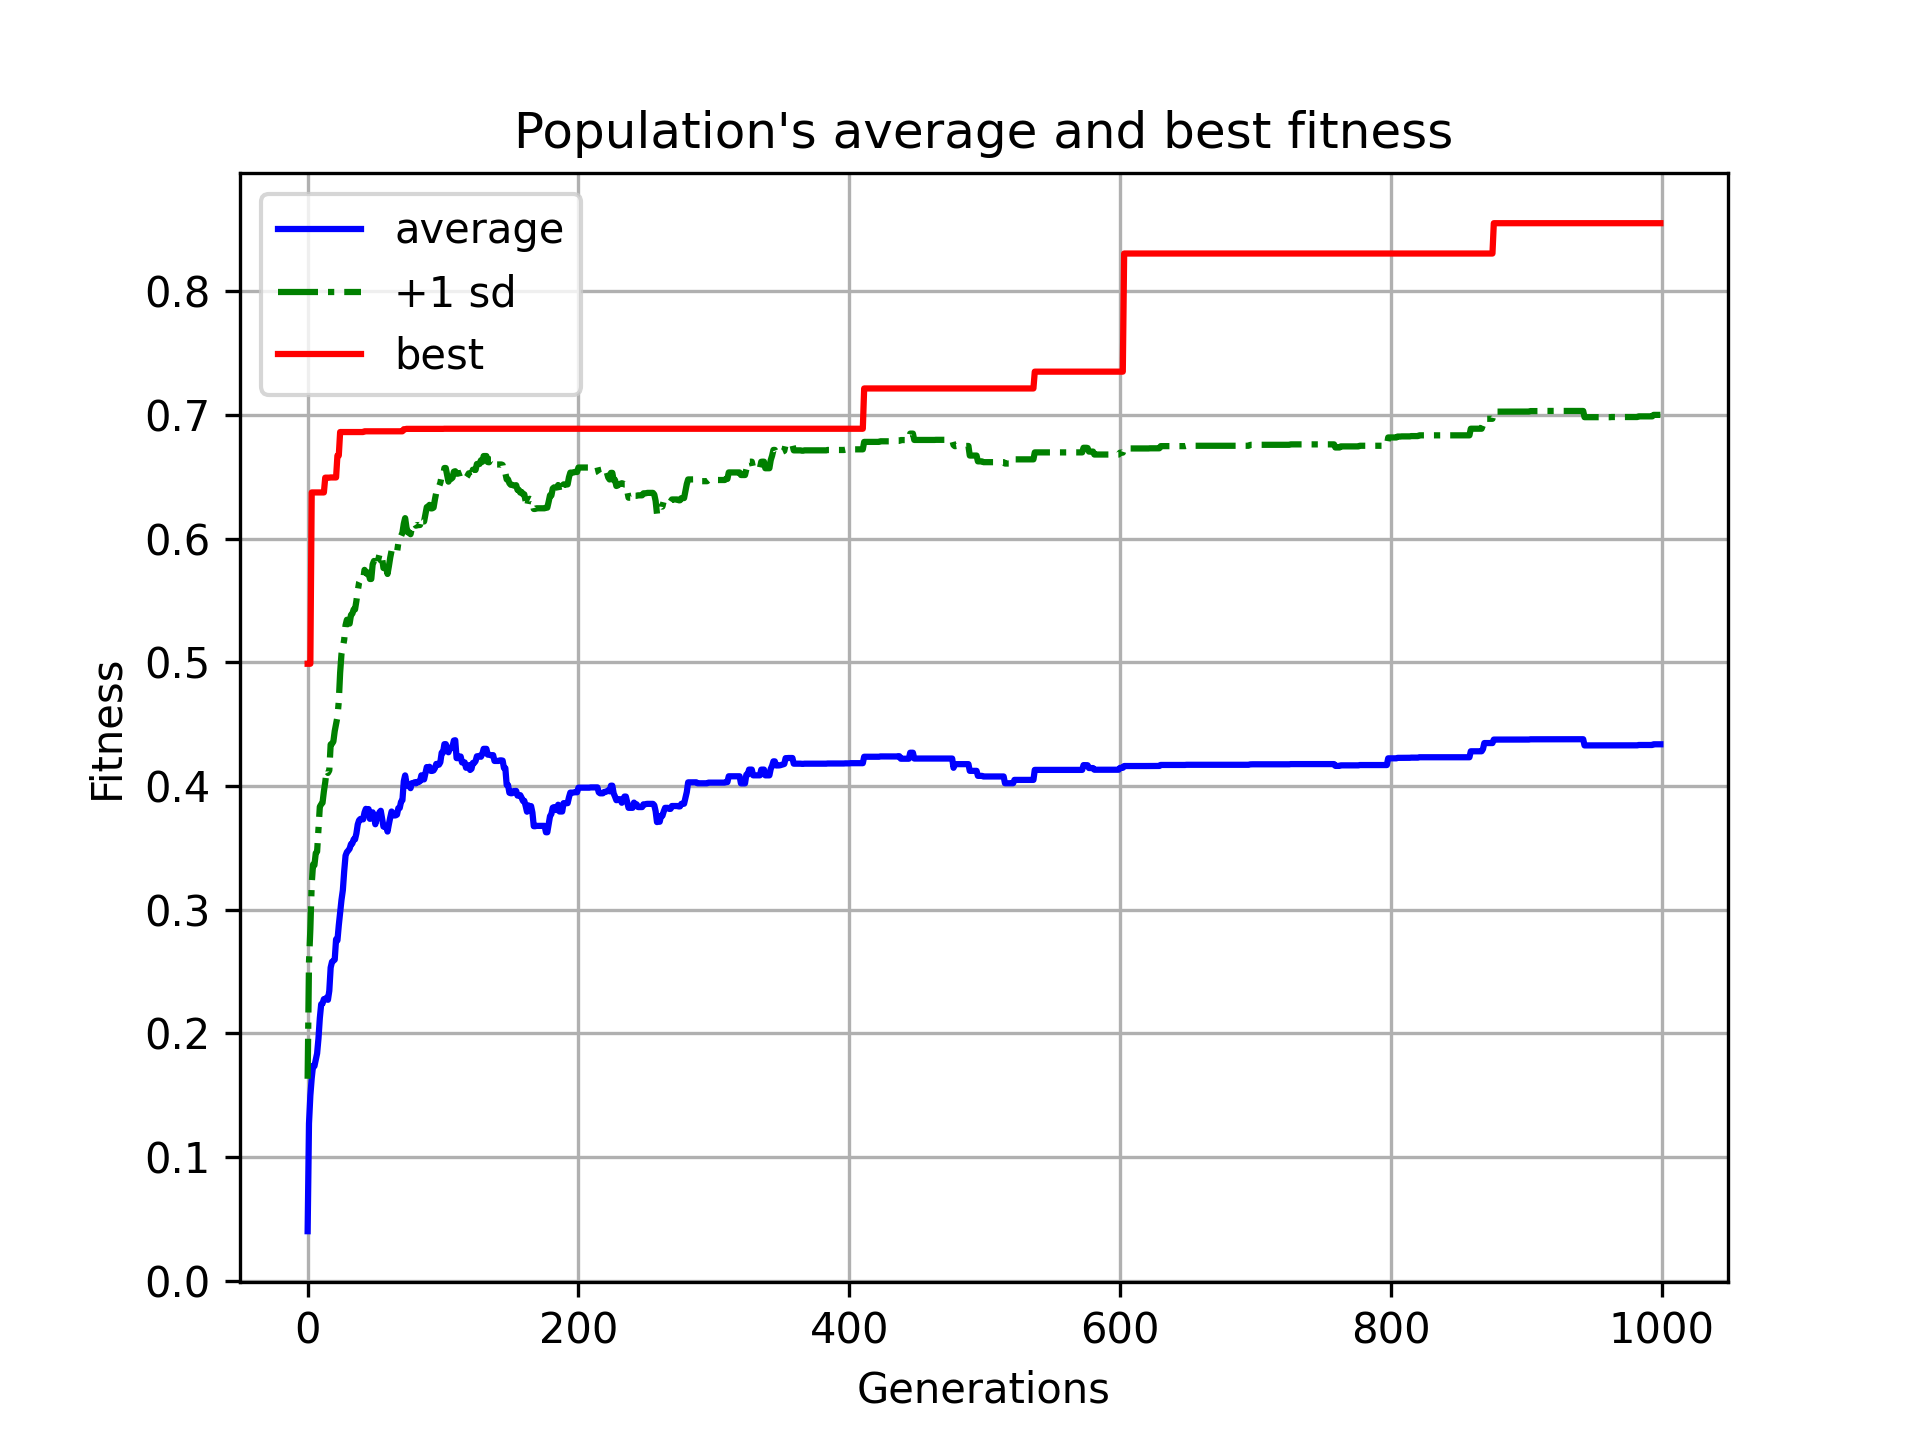 Population's average and best fitness
average
+1 sd
best
Fitness
0.8
0.7
0.6
0.5
0.4
0.3
0.2
0.1
0.0
0 200 400 600 800 1000
Generations